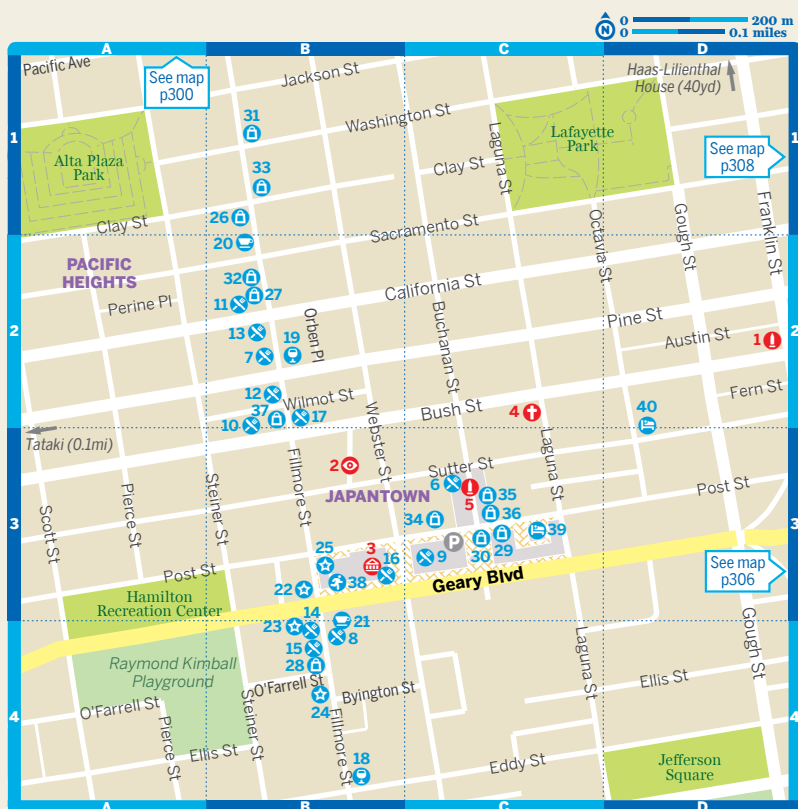 0 200 m
N
0 0.1 miles
A B C D
Pacific Ave
See map
p300
Jackson St
Haas-Lilienthal
House (40yd)
31
Washington St
1
1
Alta Plaza
Park
Laguna St
Lafayette
Park
See map
p308
33
Clay St
26
Clay St
Sacramento St
Octavia St
Gough St
Franklin St
20
PACIFIC
HEIGHTS
32
27
11
California St
Perine Pl
Orben Pl
Buchanan St
Pine St
2
2
13
19
7
Austin St
1
12
Wilmot St
Fern St
37
17
10
Webster St
Bush St
4
40
Tataki (0.1mi)
2
Sutter St
Laguna St
6
JAPANTOWN
5
35
Post St
Scott St
Pierce St
Steiner St
Fillmore St
34
36
3
3
P
39
30
29
25
3
16
9
Post St
38
Geary Blvd
See map
p306
22
Hamilton
Recreation Center
14
21
23
8
15
Raymond Kimball
Playground
28
Gough St
Laguna St
O'Farrell St
Byington St
Ellis St
24
O'Farrell St
Pierce St
Steiner St
Fillmore St
4
4
Ellis St
18
Eddy St
Jefferson
Square
A B C D